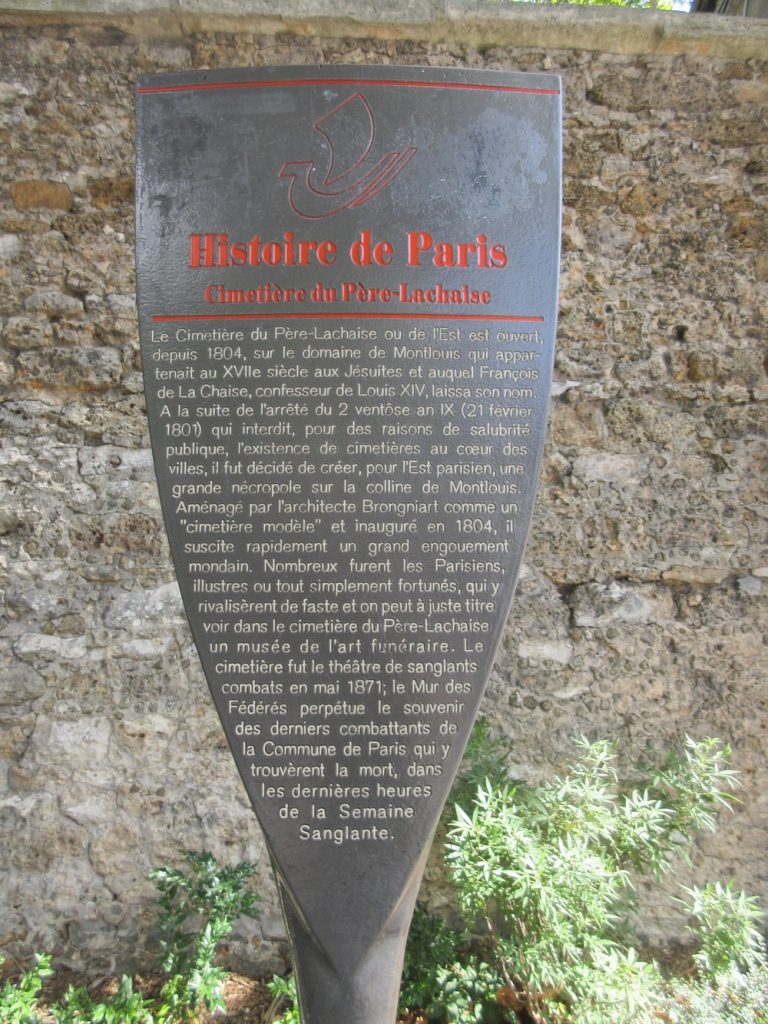 Histoire de Paris
Cimetière du Père-Lachaise
Le Cimetière du Père-Lachaise ou de l'Est est ouvert,
depuis 1804, sur le domaine de Montlouis qui appar-
tenait au XVIIe siècle aux Jésuites et auquel François
de La Chaise, confesseur de Louis XIV, laissa son nom.
A la suite de l'arrêté du 2 ventôse an IX (21 février
1801) qui interdit, pour des raisons de salubrité
publique, l'existence de cimetières au cœur des
villes, il fut décidé de créer, pour l'Est parisien, une
grande nécropole sur la colline de Montlouis.
Aménagé par l'architecte Brongniart comme un
"cimetière modèle" et inauguré en 1804, il
suscite rapidement un grand engouement
mondain. Nombreux furent les Parisiens,
illustres ou tout simplement fortunés, qui y
rivalisèrent de faste et on peut à juste titre
voir dans le cimetière du Père-Lachaise
un musée de l'art funéraire. Le
cimetière fut le théâtre de sanglants
combats en mai 1871; le Mur des
Fédérés perpétue le souvenir
des derniers combattants de
la Commune de Paris qui y
trouvèrent la mort, dans
les dernières heures
de la Semaine
Sanglante.